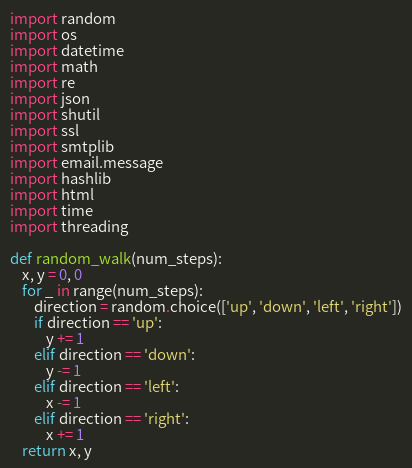 import random
import os
import datetime
import math
import re
import json
import shutil
import ssl
import smtplib
import email.message
import hashlib
import html
import time
import threading

def random_walk(num_steps):
    x, y = 0, 0
    for _ in range(num_steps):
        direction = random.choice(['up', 'down', 'left', 'right'])
        if direction == 'up':
            y += 1
        elif direction == 'down':
            y -= 1
        elif direction == 'left':
            x -= 1
        elif direction == 'right':
            x += 1
    return x, y